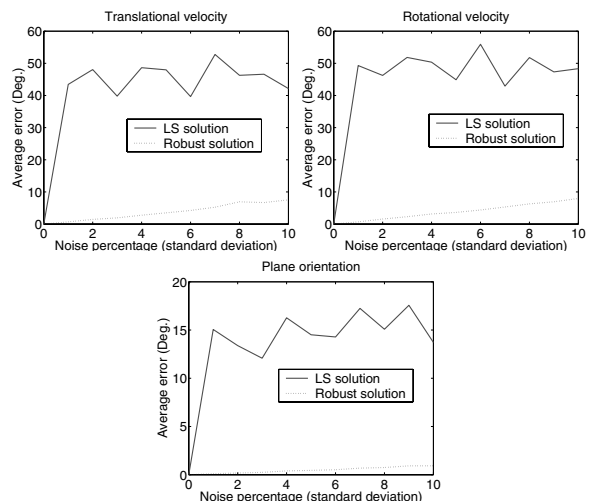 Translational velocity
60
50
40
30
20
10
0
Average error (Deg.)
LS solution
Robust solution
0 2 4 6 8 10
Noise percentage (standard deviation)
Rotational velocity
60
50
40
30
20
10
0
Average error (Deg.)
LS solution
Robust solution
0 2 4 6 8 10
Noise percentage (standard deviation)
Plane orientation
20
15
10
5
0
Average error (Deg.)
LS solution
Robust solution
0 2 4 6 8 10
Noise percentage (standard deviation)